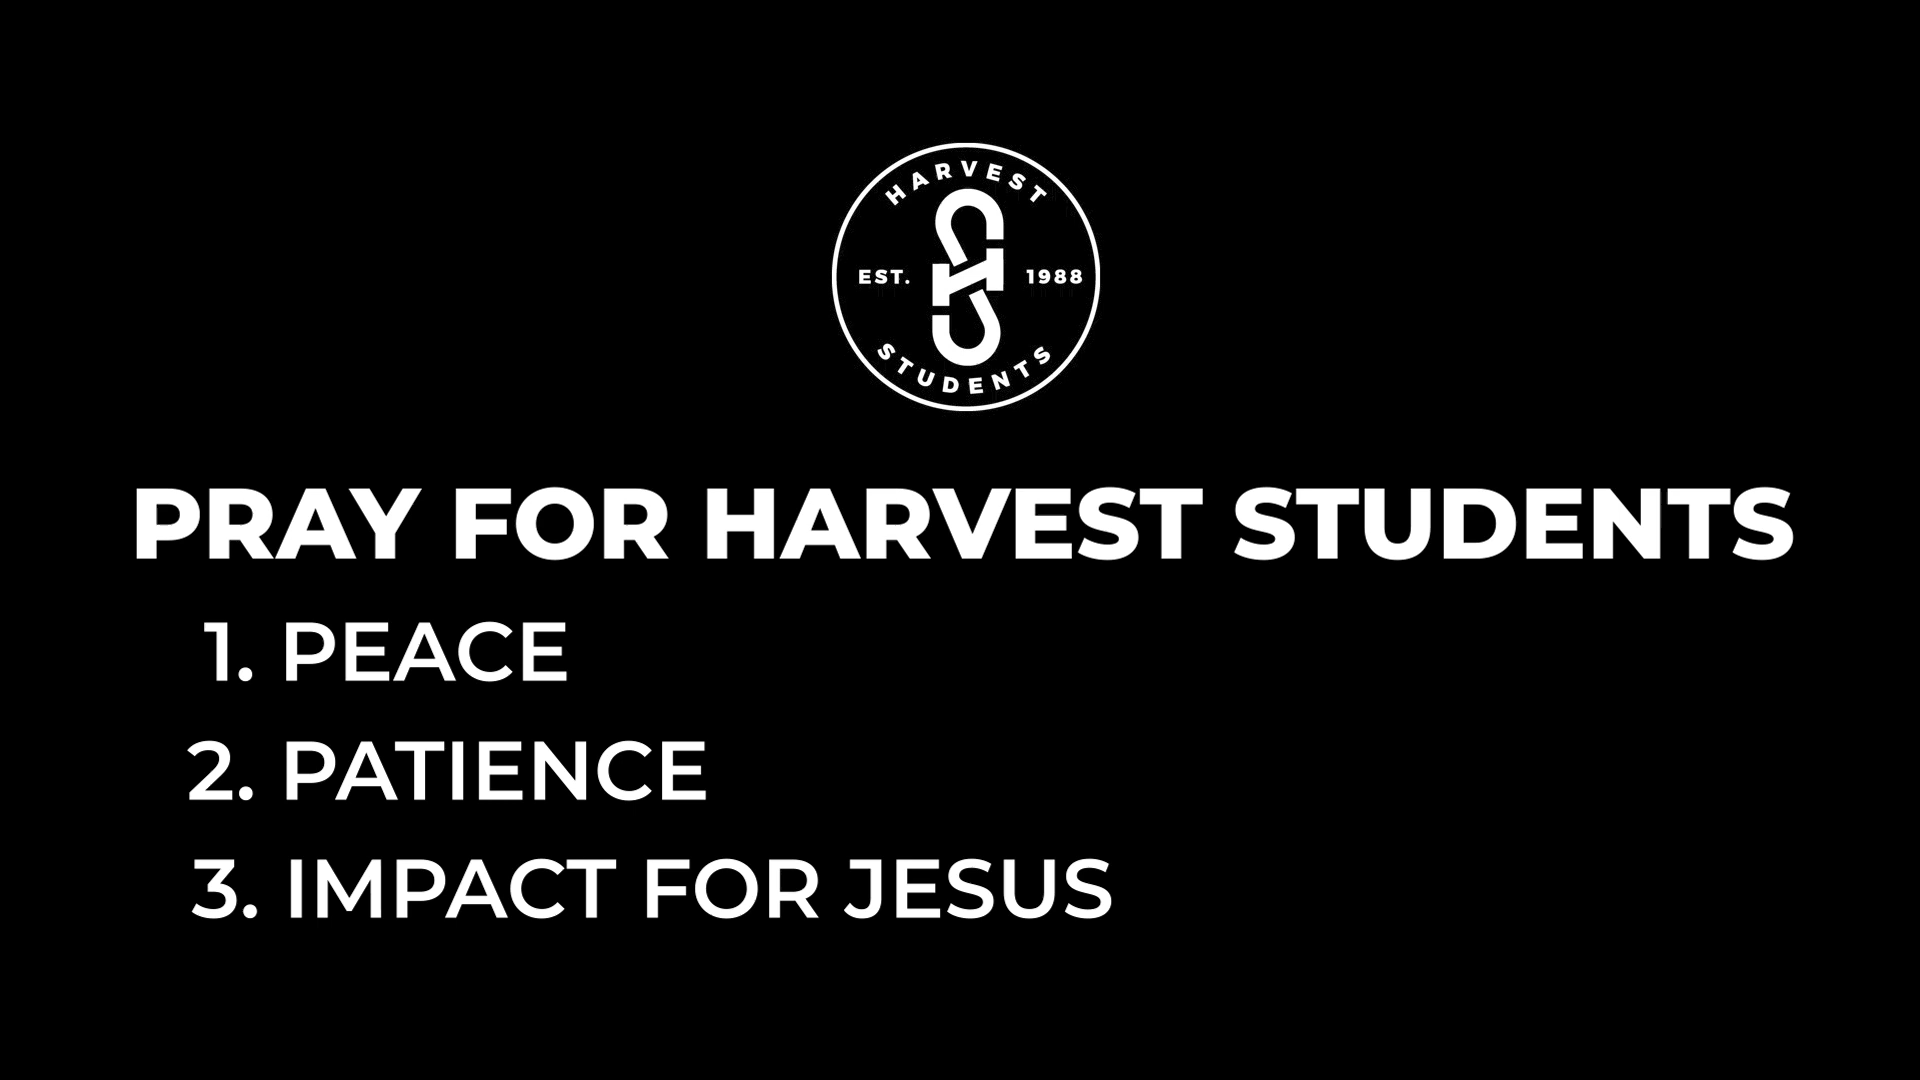 HARVEST
EST. 1988
STUDENTS
PRAY FOR HARVEST STUDENTS
1. PEACE
2. PATIENCE
3. IMPACT FOR JESUS